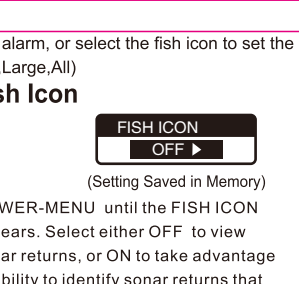 alarm, or select the fish icon to set the
Large,All)
sh Icon
FISH ICON
OFF ▶
(Setting Saved in Memory)
WER-MENU until the FISH ICON
ears. Select either OFF to view
ar returns, or ON to take advantage
bility to identify sonar returns that